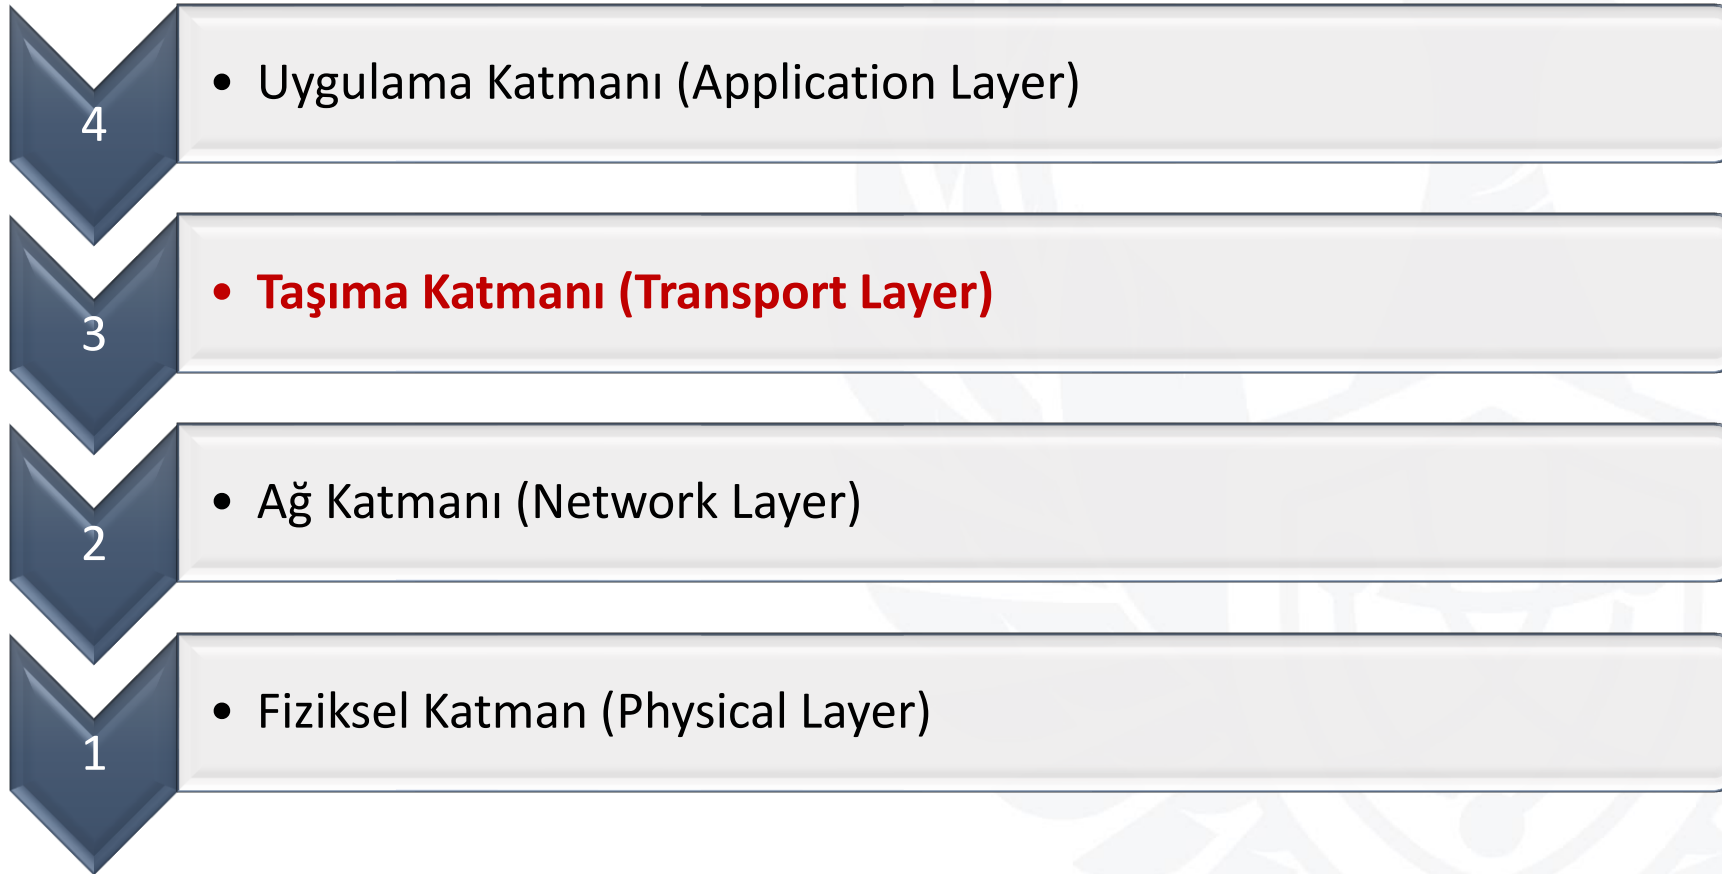 4
• Uygulama Katmanı (Application Layer)
3
• Taşıma Katmanı (Transport Layer)
2
• Ağ Katmanı (Network Layer)
1
• Fiziksel Katman (Physical Layer)